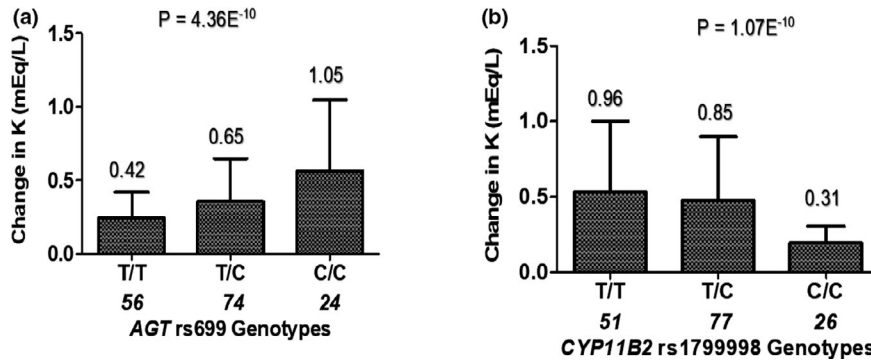 (a)
P = 4.36E-10
Change in K (mEq/L)
1.5
1.0
0.5
0.0
0.42
0.65
1.05
T/T
T/C
C/C
56
74
24
AGT rs699 Genotypes
(b)
P = 1.07E-10
Change in K (mEq/L)
1.5
1.0
0.5
0.0
0.96
0.85
0.31
T/T
T/C
C/C
51
77
26
CYP11B2 rs1799998 Genotypes